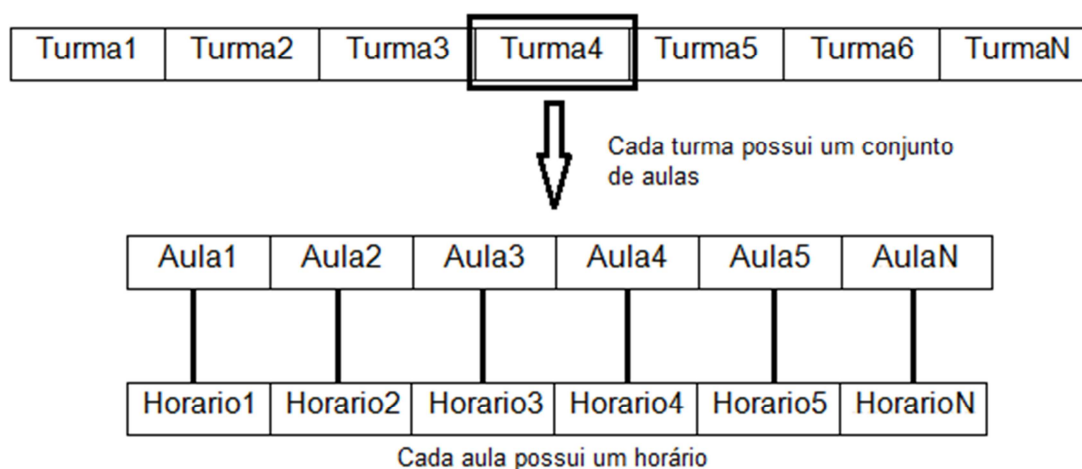 Turma1 Turma2 Turma3 Turma4 Turma5 Turma6 TurmaN
Cada turma possui um conjunto
de aulas
Aula1 Aula2 Aula3 Aula4 Aula5 AulaN
Horario1 Horario2 Horario3 Horario4 Horario5 HorarioN
Cada aula possui um horário